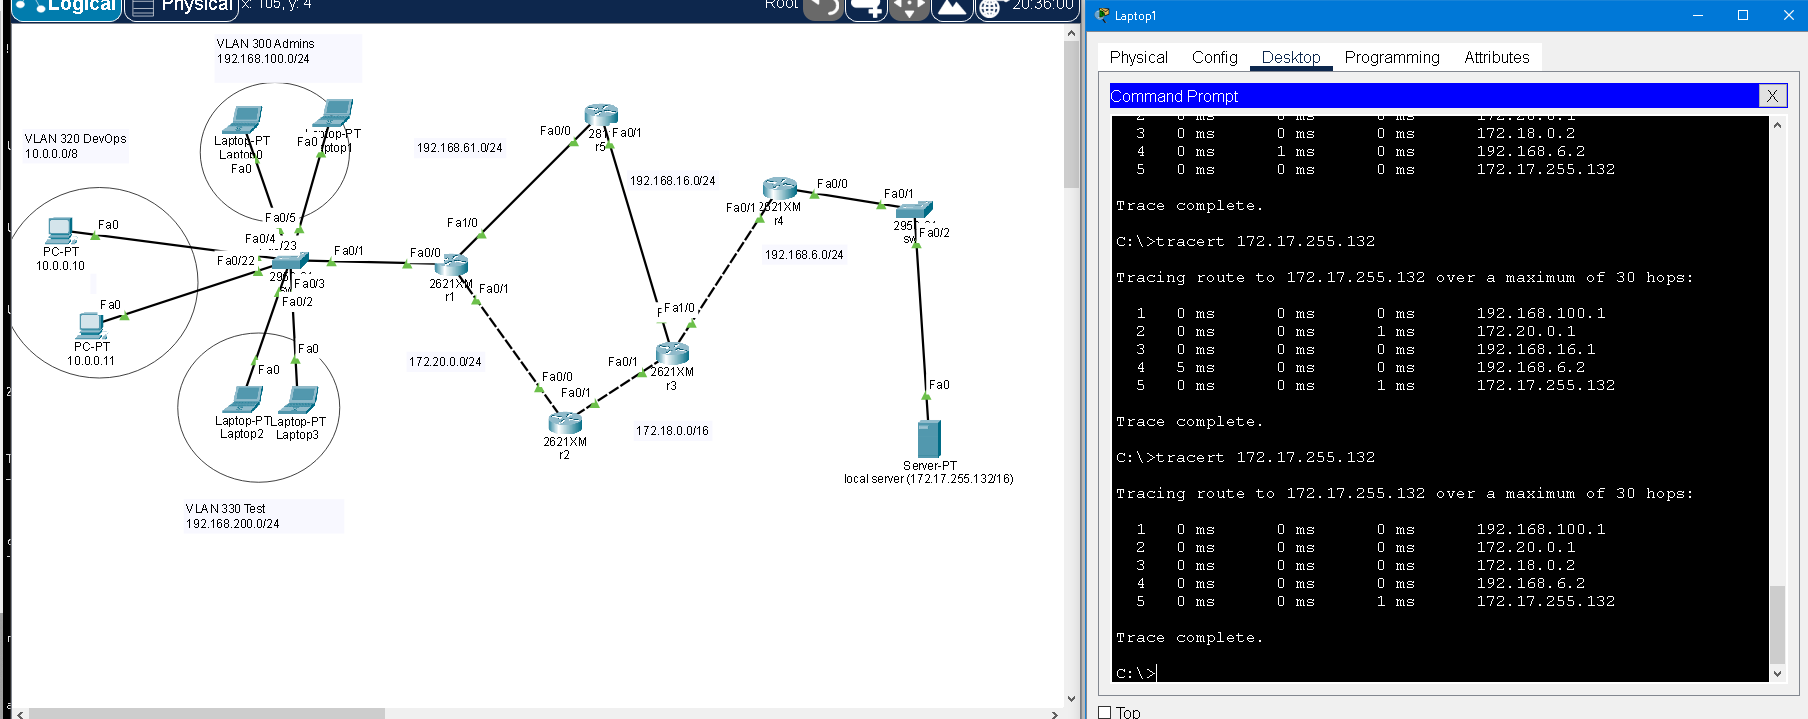 Logical
Physical
x: 105, y: 4
Root
20:36:00
VLAN 300 Admins
192.168.100.0/24
VLAN 320 DevOps
10.0.0.0/8
Laptop-PT
Laptop0
Fa0
Laptop-PT
Fa0
Fa0/5
Fa0/4
Fa0/22
Fa0/1
Fa0/3
Fa0/2
Fa0
PC-PT
10.0.0.10
Fa0
PC-PT
10.0.0.11
Fa0
Fa0
Laptop-PT
Laptop2
Laptop-PT
Laptop3
VLAN 330 Test
192.168.200.0/24
Fa0/0
Fa1/0
2621XM
r1
Fa0/1
192.168.61.0/24
Fa0/0
Fa0/1
r5
192.168.16.0/24
172.20.0.0/24
Fa0/0
Fa0/1
2621XM
r2
172.18.0.0/16
Fa1/0
Fa0/1
2621XM
r3
Fa0/0
Fa0/1
2621XM
r4
192.168.6.0/24
Fa0/1
Fa0/2
Fa0
Server-PT
local server (172.17.255.132/16)
Laptop1
Physical Config Desktop Programming Attributes
Command Prompt
X
3 0 ms 0 ms 0 ms 172.18.0.2
4 0 ms 1 ms 0 ms 192.168.6.2
5 0 ms 0 ms 0 ms 172.17.255.132
Trace complete.
C:\>tracert 172.17.255.132
Tracing route to 172.17.255.132 over a maximum of 30 hops:
1 0 ms 0 ms 0 ms 192.168.100.1
2 0 ms 0 ms 1 ms 172.20.0.1
3 0 ms 0 ms 0 ms 192.168.16.1
4 5 ms 0 ms 0 ms 192.168.6.2
5 0 ms 0 ms 1 ms 172.17.255.132
Trace complete.
C:\>tracert 172.17.255.132
Tracing route to 172.17.255.132 over a maximum of 30 hops:
1 0 ms 0 ms 0 ms 192.168.100.1
2 0 ms 0 ms 0 ms 172.20.0.1
3 0 ms 0 ms 0 ms 172.18.0.2
4 0 ms 0 ms 0 ms 192.168.6.2
5 0 ms 0 ms 1 ms 172.17.255.132
Trace complete.
C:\>
Top